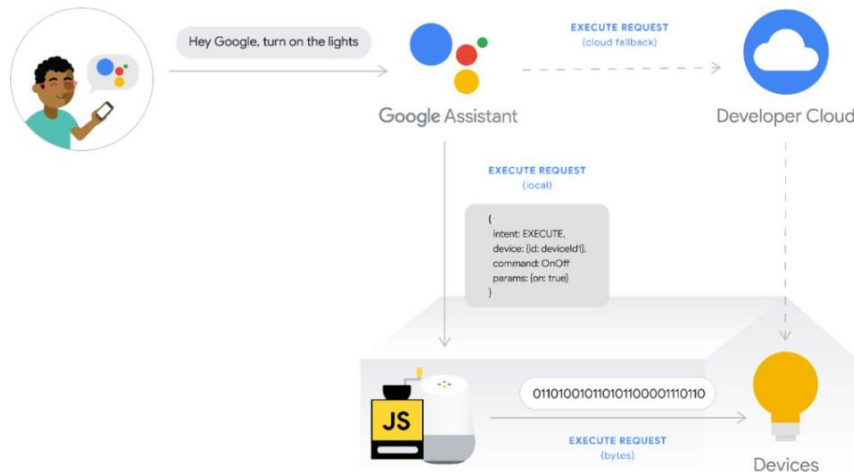 Hey Google, turn on the lights
EXECUTE REQUEST
(cloud fallback)
Google Assistant
Developer Cloud
EXECUTE REQUEST
(local)
{
intent: EXECUTE,
device: {id: deviceId1},
command: OnOff
params: {on: true}
}
JS
011010010110101100001110110
EXECUTE REQUEST
(bytes)
Devices